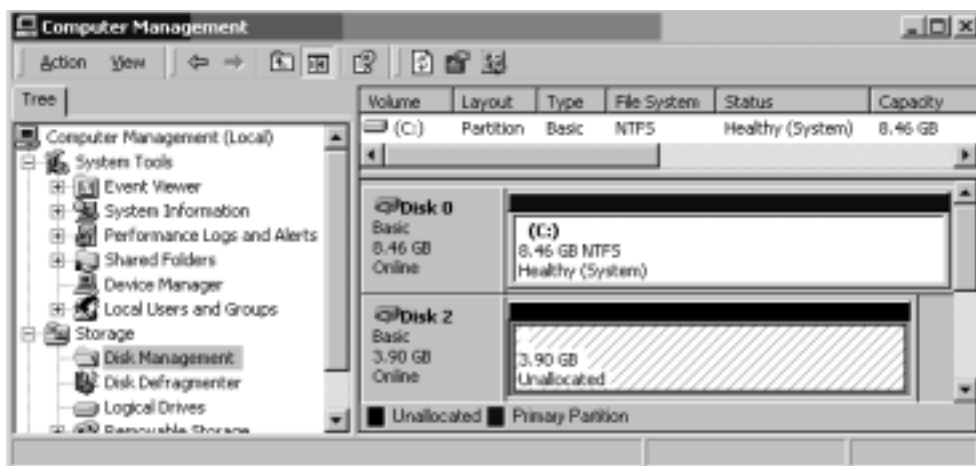 Computer Management
Action View
Tree
Computer Management (Local)
System Tools
Event Viewer
System Information
Performance Logs and Alerts
Shared Folders
Device Manager
Local Users and Groups
Storage
Disk Management
Disk Defragmenter
Logical Drives
Removable Storage
Volume Layout Type File System Status Capacity
(C:) Partition Basic NTFS Healthy (System) 8.46 GB
Disk 0
Basic
8.46 GB
Online
(C:)
8.46 GB NTFS
Healthy (System)
Disk 2
Basic
3.90 GB
Online
3.90 GB
Unallocated
Unallocated Primary Partition